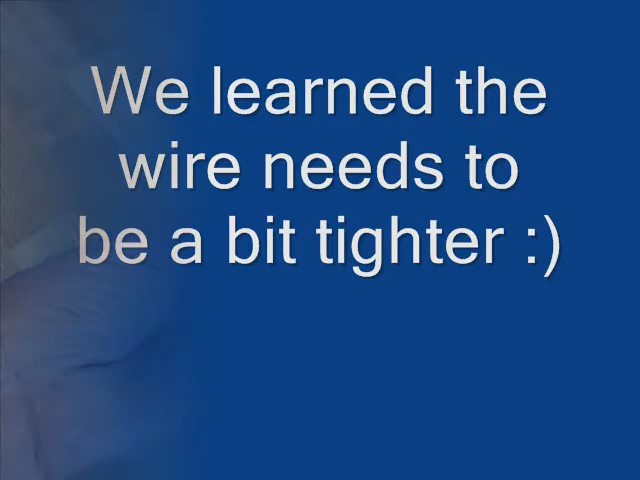 We learned the
wire needs to
be a bit tighter :)